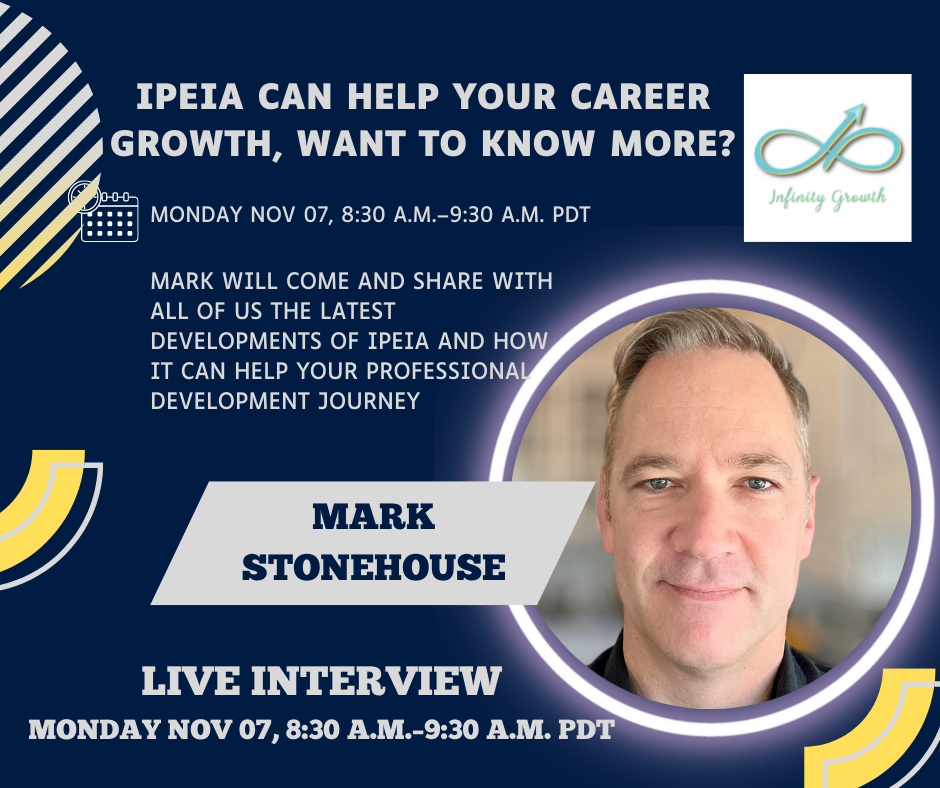 IPEIA CAN HELP YOUR CAREER
GROWTH, WANT TO KNOW MORE?
Infinity Growth
MONDAY NOV 07, 8:30 A.M.–9:30 A.M. PDT
MARK WILL COME AND SHARE WITH
ALL OF US THE LATEST
DEVELOPMENTS OF IPEIA AND HOW
IT CAN HELP YOUR PROFESSIONAL
DEVELOPMENT JOURNEY
MARK
STONEHOUSE
LIVE INTERVIEW
MONDAY NOV 07, 8:30 A.M.–9:30 A.M. PDT